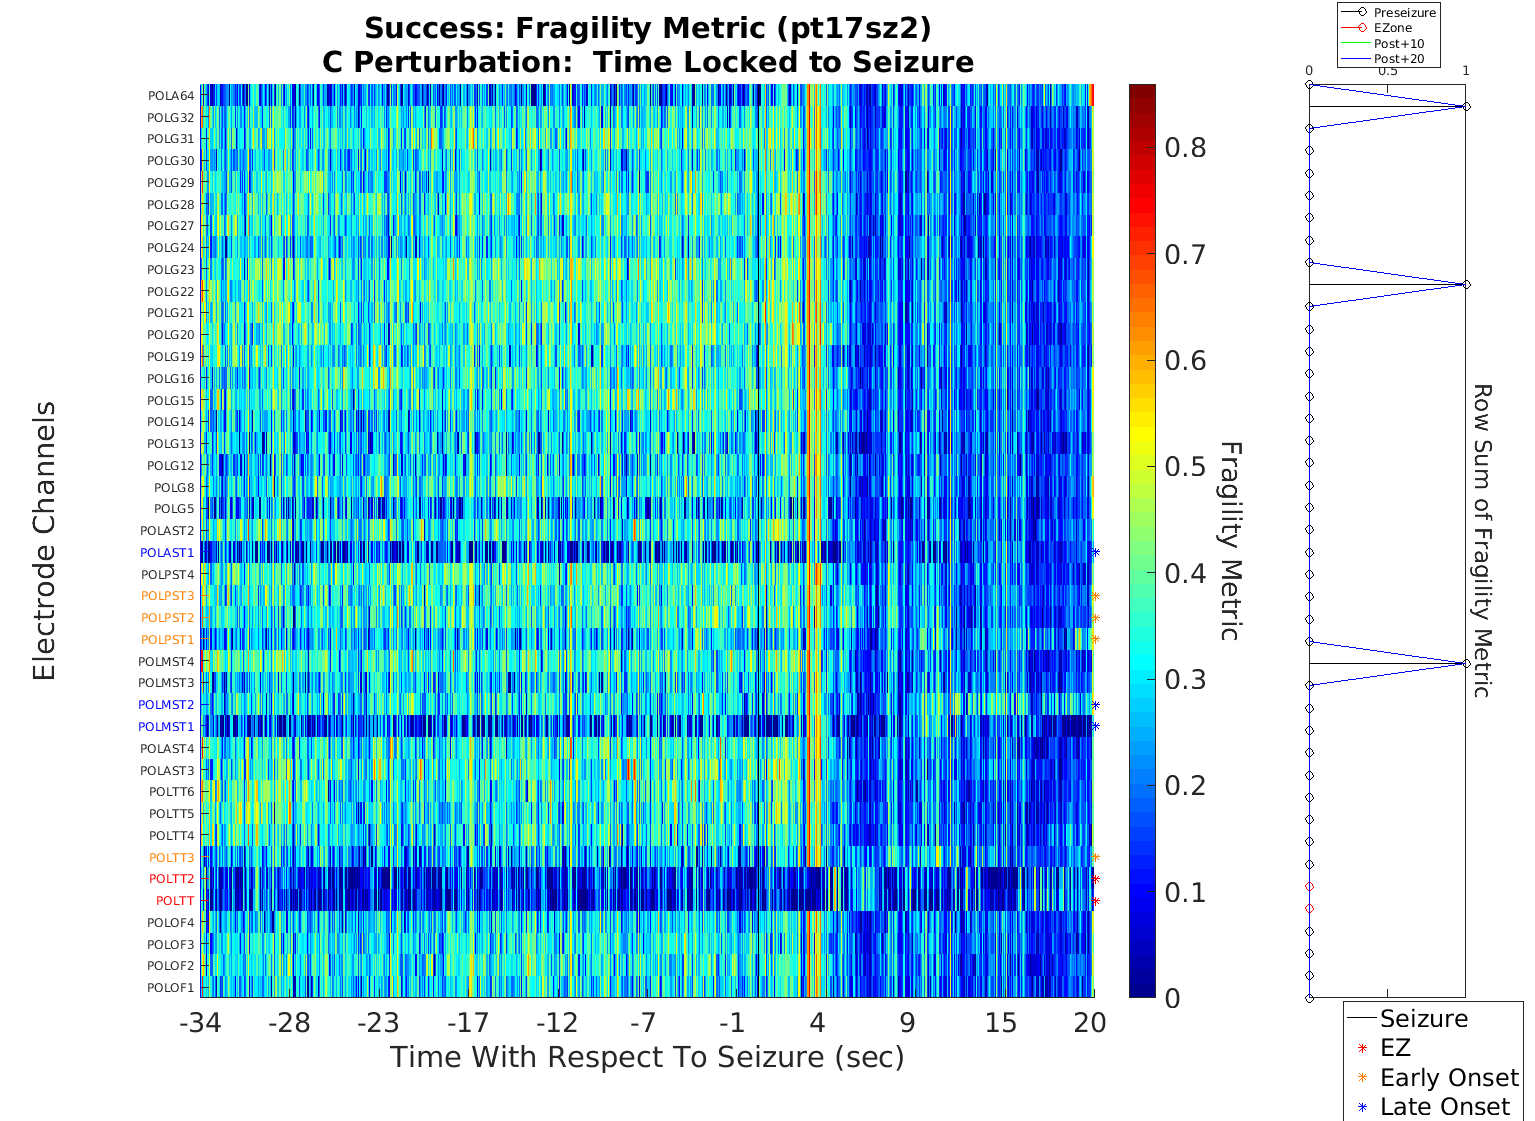 Success: Fragility Metric (pt17sz2)
C Perturbation:  Time Locked to Seizure
Electrode Channels
POLA64
POLG32
POLG31
POLG30
POLG29
POLG28
POLG27
POLG24
POLG23
POLG22
POLG21
POLG20
POLG19
POLG16
POLG15
POLG14
POLG13
POLG12
POLG8
POLG5
POLAST2
POLAST1
POLPST4
POLPST3
POLPST2
POLPST1
POLMST4
POLMST3
POLMST2
POLMST1
POLAST4
POLAST3
POLTT6
POLTT5
POLTT4
POLTT3
POLTT2
POLTT
POLOF4
POLOF3
POLOF2
POLOF1
-34 -28 -23 -17 -12 -7 -1 4 9 15 20
Time With Respect To Seizure (sec)
0.8
0.7
0.6
0.5
0.4
0.3
0.2
0.1
0
Fragility Metric
Preseizure
EZone
Post+10
Post+20
0 0.5 1
Row Sum of Fragility Metric
Seizure
EZ
Early Onset
Late Onset